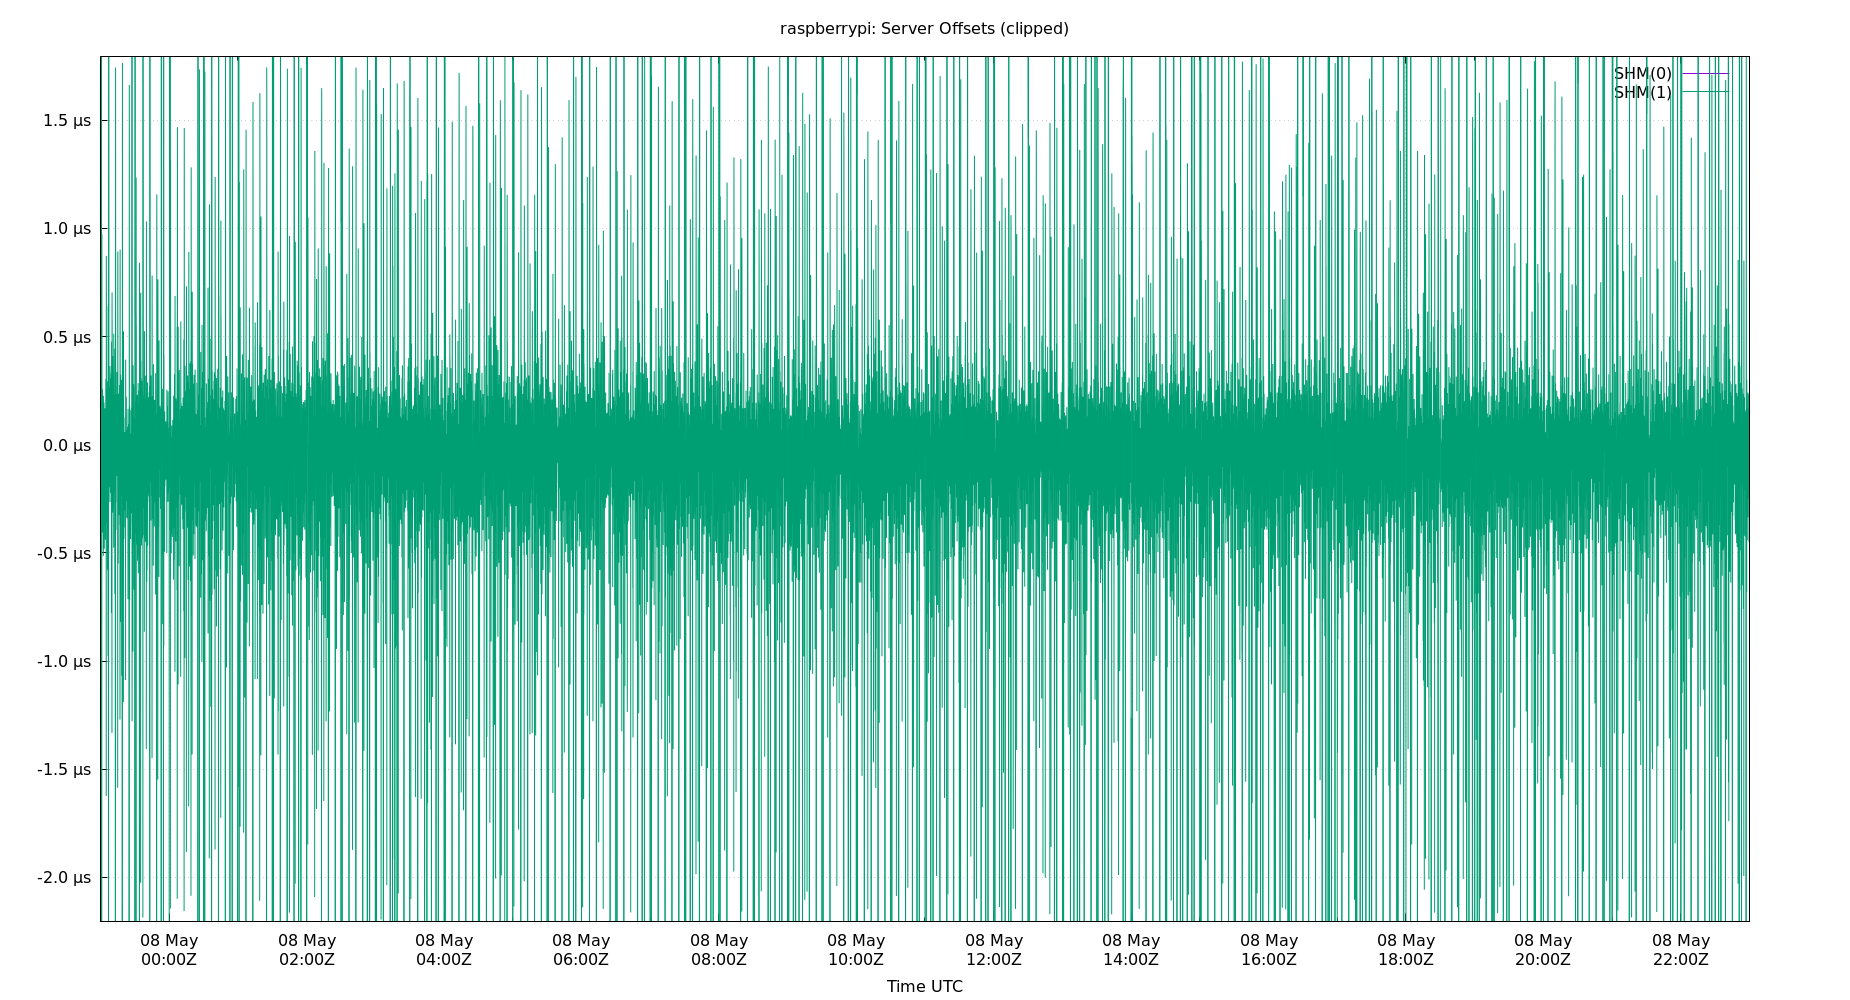 raspberrypi: Server Offsets (clipped)
SHM(0)
SHM(1)
1.5 µs
1.0 µs
0.5 µs
0.0 µs
-0.5 µs
-1.0 µs
-1.5 µs
-2.0 µs
08 May 08 May 08 May 08 May 08 May 08 May 08 May 08 May 08 May 08 May 08 May 08 May
00:00Z 02:00Z 04:00Z 06:00Z 08:00Z 10:00Z 12:00Z 14:00Z 16:00Z 18:00Z 20:00Z 22:00Z
Time UTC